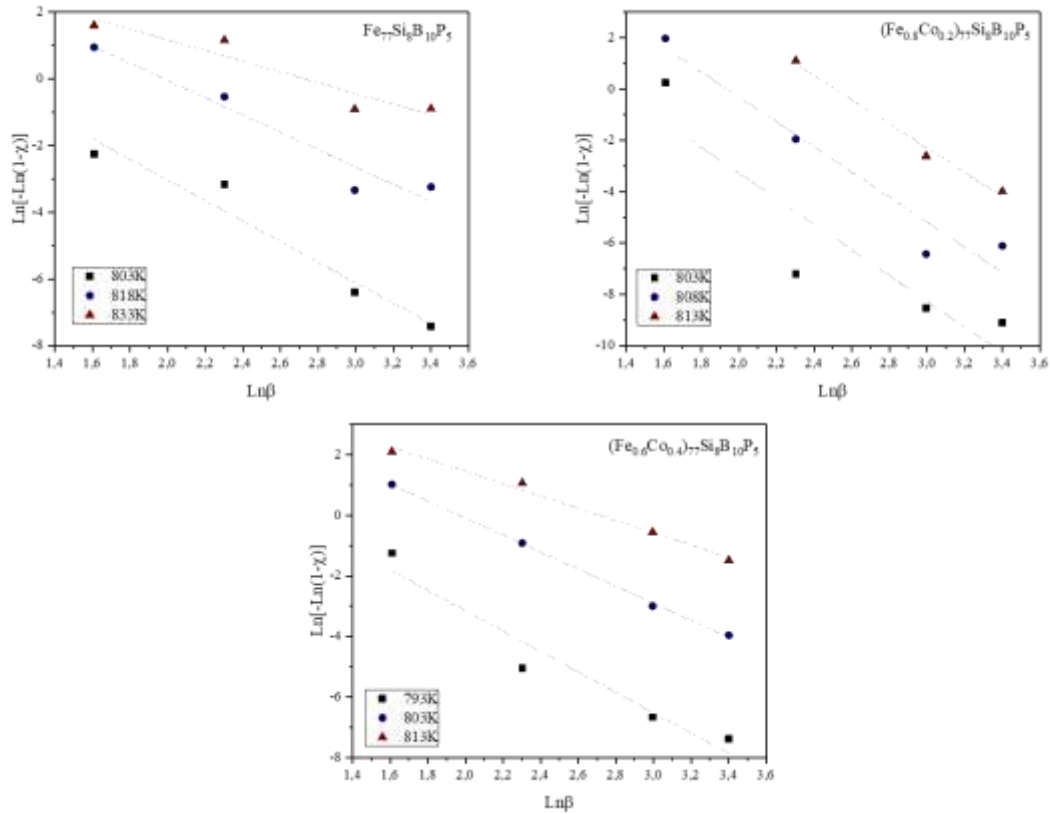 Fe₇₇Si₈B₁₀P₅
Ln[-Ln(1-χ)]
2
0
-2
-4
-6
-8
803K
818K
833K
1,4 1,6 1,8 2,0 2,2 2,4 2,6 2,8 3,0 3,2 3,4 3,6
Lnβ
(Fe₀.₈Co₀.₂)₇₇Si₈B₁₀P₅
Ln[-Ln(1-χ)]
2
0
-2
-4
-6
-8
-10
803K
808K
813K
1,4 1,6 1,8 2,0 2,2 2,4 2,6 2,8 3,0 3,2 3,4 3,6
Lnβ
(Fe₀.₆Co₀.₄)₇₇Si₈B₁₀P₅
Ln[-Ln(1-χ)]
2
0
-2
-4
-6
-8
793K
803K
813K
1,4 1,6 1,8 2,0 2,2 2,4 2,6 2,8 3,0 3,2 3,4 3,6
Lnβ